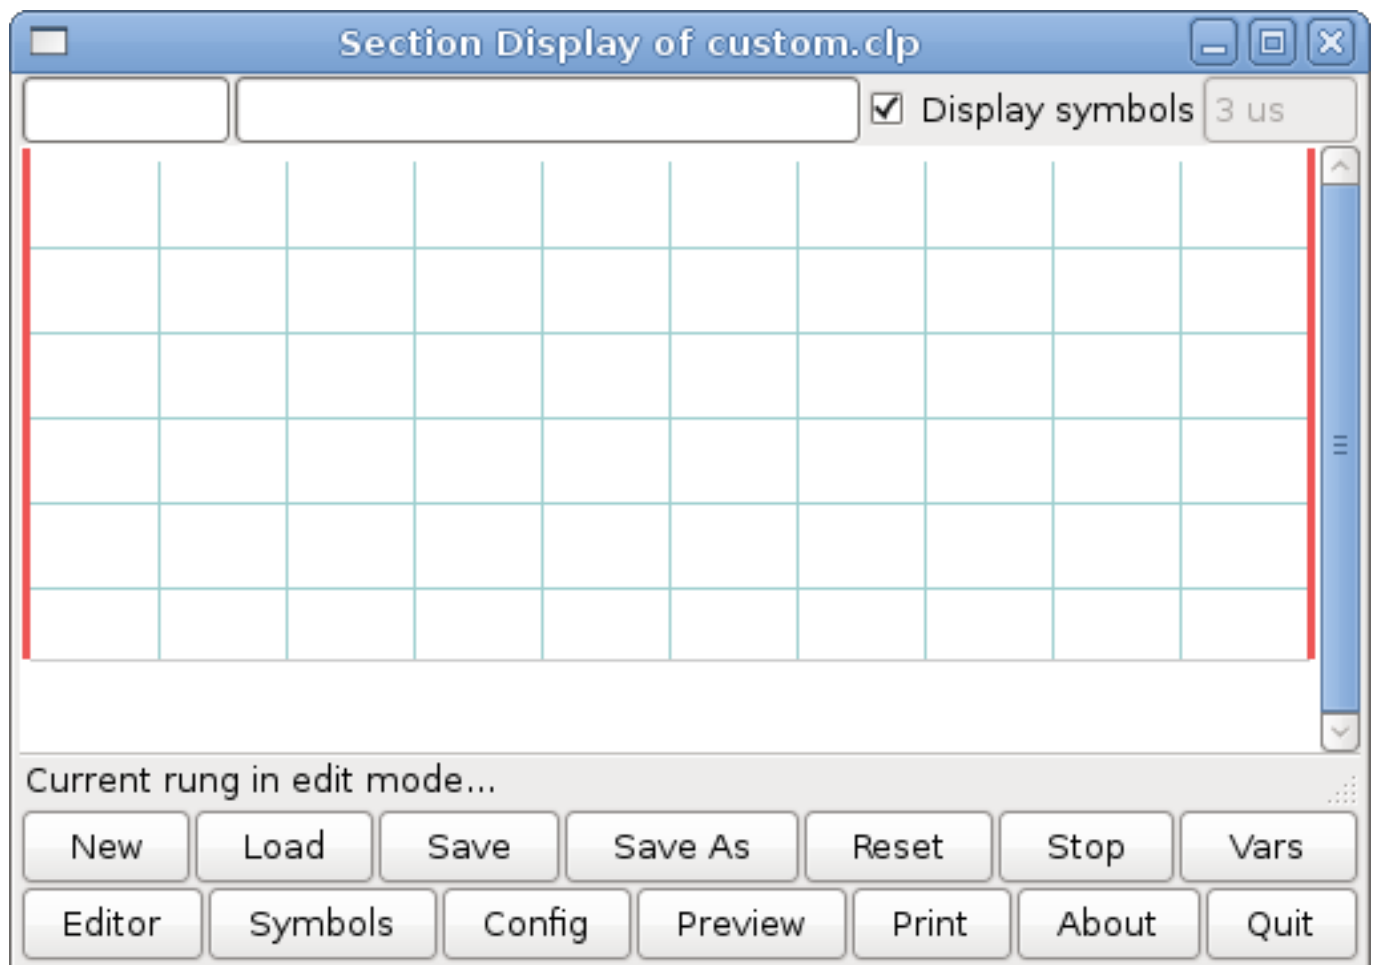 Section Display of custom.clp
Display symbols 3 us
Current rung in edit mode...
New Load Save Save As Reset Stop Vars
Editor Symbols Config Preview Print About Quit